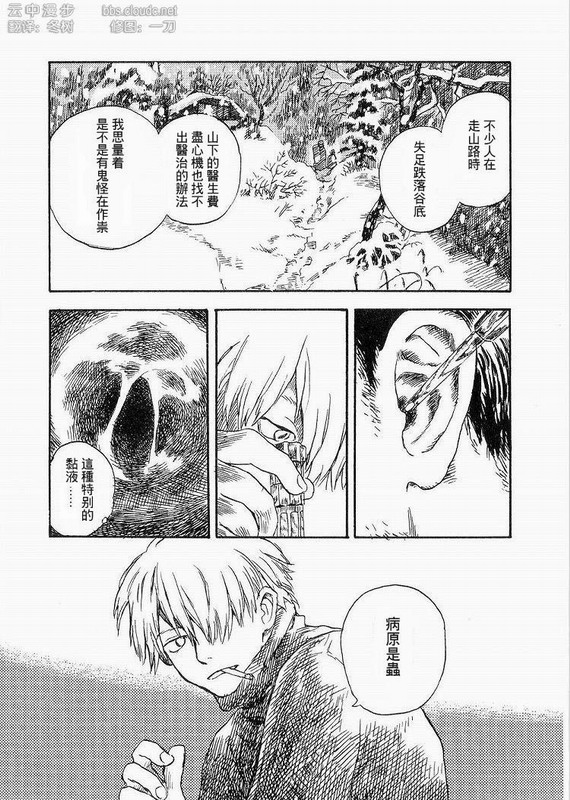 云中漫步 bbs.cloudc.net
翻译: 冬树 修图: 一刀
不少人在
走山路時
失足跌落谷底
山下的醫生費
盡心機也找不
出醫治的辦法
我思量着
是不是有鬼怪在作祟
這種特别的
黏液……
病原是蟲